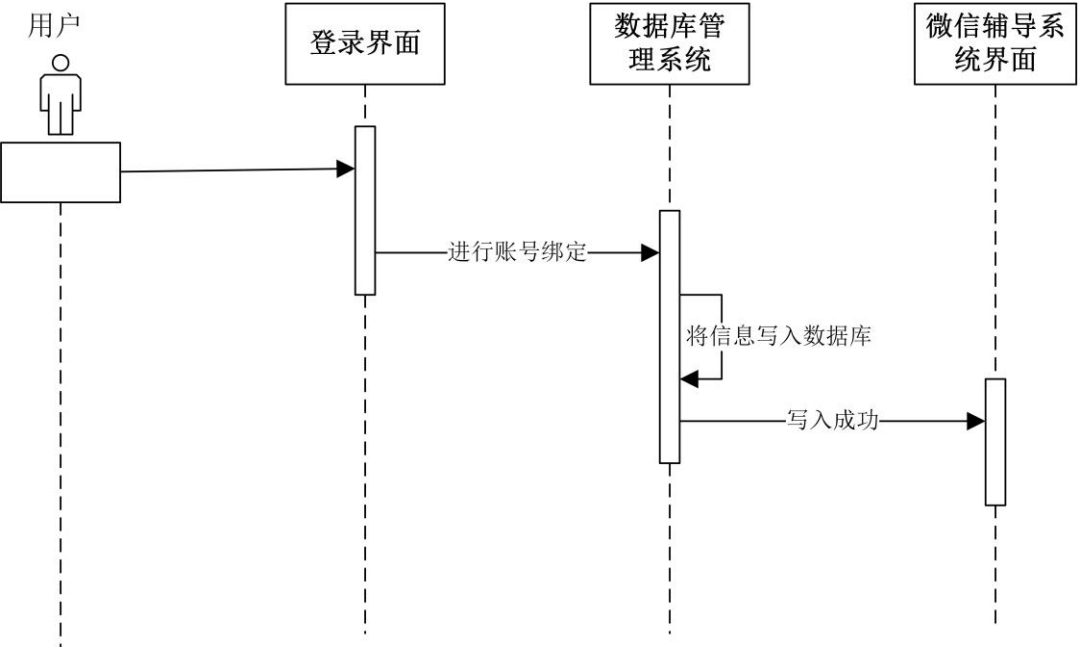 用户
登录界面
数据库管
理系统
微信辅导系
统界面
进行账号绑定
将信息写入数据库
写入成功